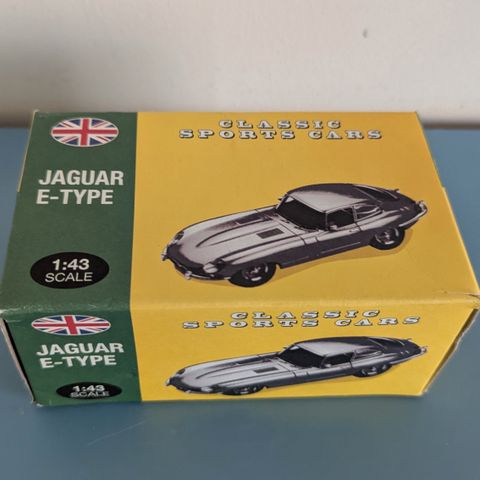 CLASSIC
SPORTS CARS
JAGUAR
E-TYPE
1:43
SCALE
CLASSIC
SPORTS CARS
JAGUAR
E-TYPE
1:43
SCALE